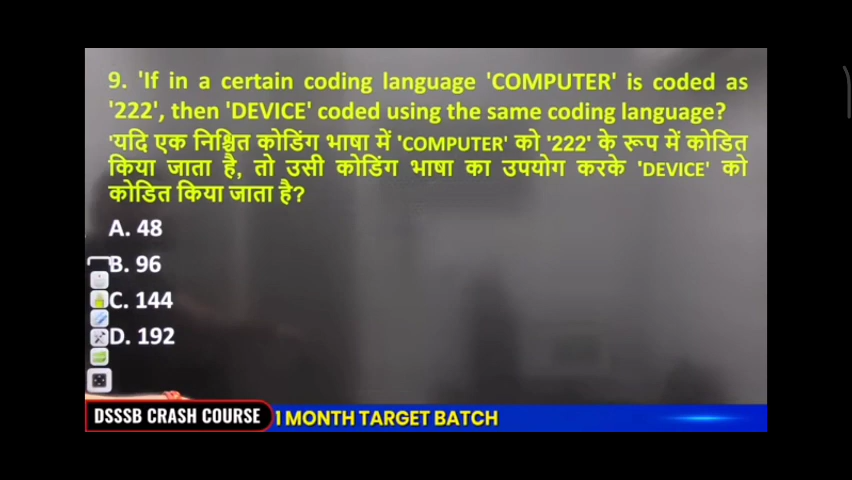 9. 'If in a certain coding language 'COMPUTER' is coded as
'222', then 'DEVICE' coded using the same coding language?
'यदि एक निश्चित कोडिंग भाषा में 'COMPUTER' को '222' के रूप में कोडित
किया जाता है, तो उसी कोडिंग भाषा का उपयोग करके 'DEVICE' को
कोडित किया जाता है?
A. 48
B. 96
C. 144
D. 192
DSSSB CRASH COURSE 1 MONTH TARGET BATCH